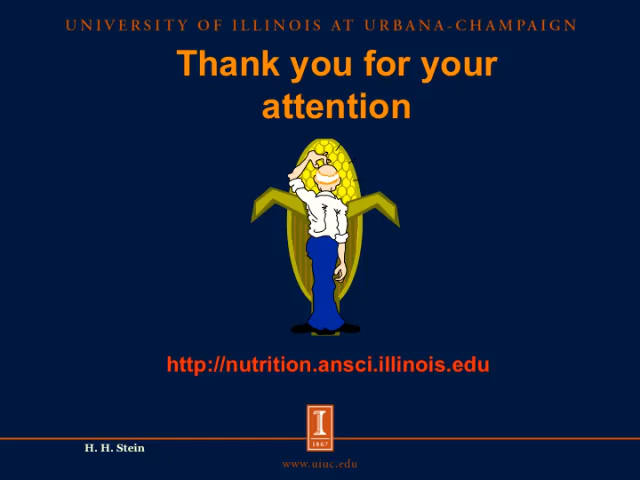 UNIVERSITY OF ILLINOIS AT URBANA-CHAMPAIGN
Thank you for your
attention
http://nutrition.ansci.illinois.edu
I
1867
H. H. Stein
www.uiuc.edu